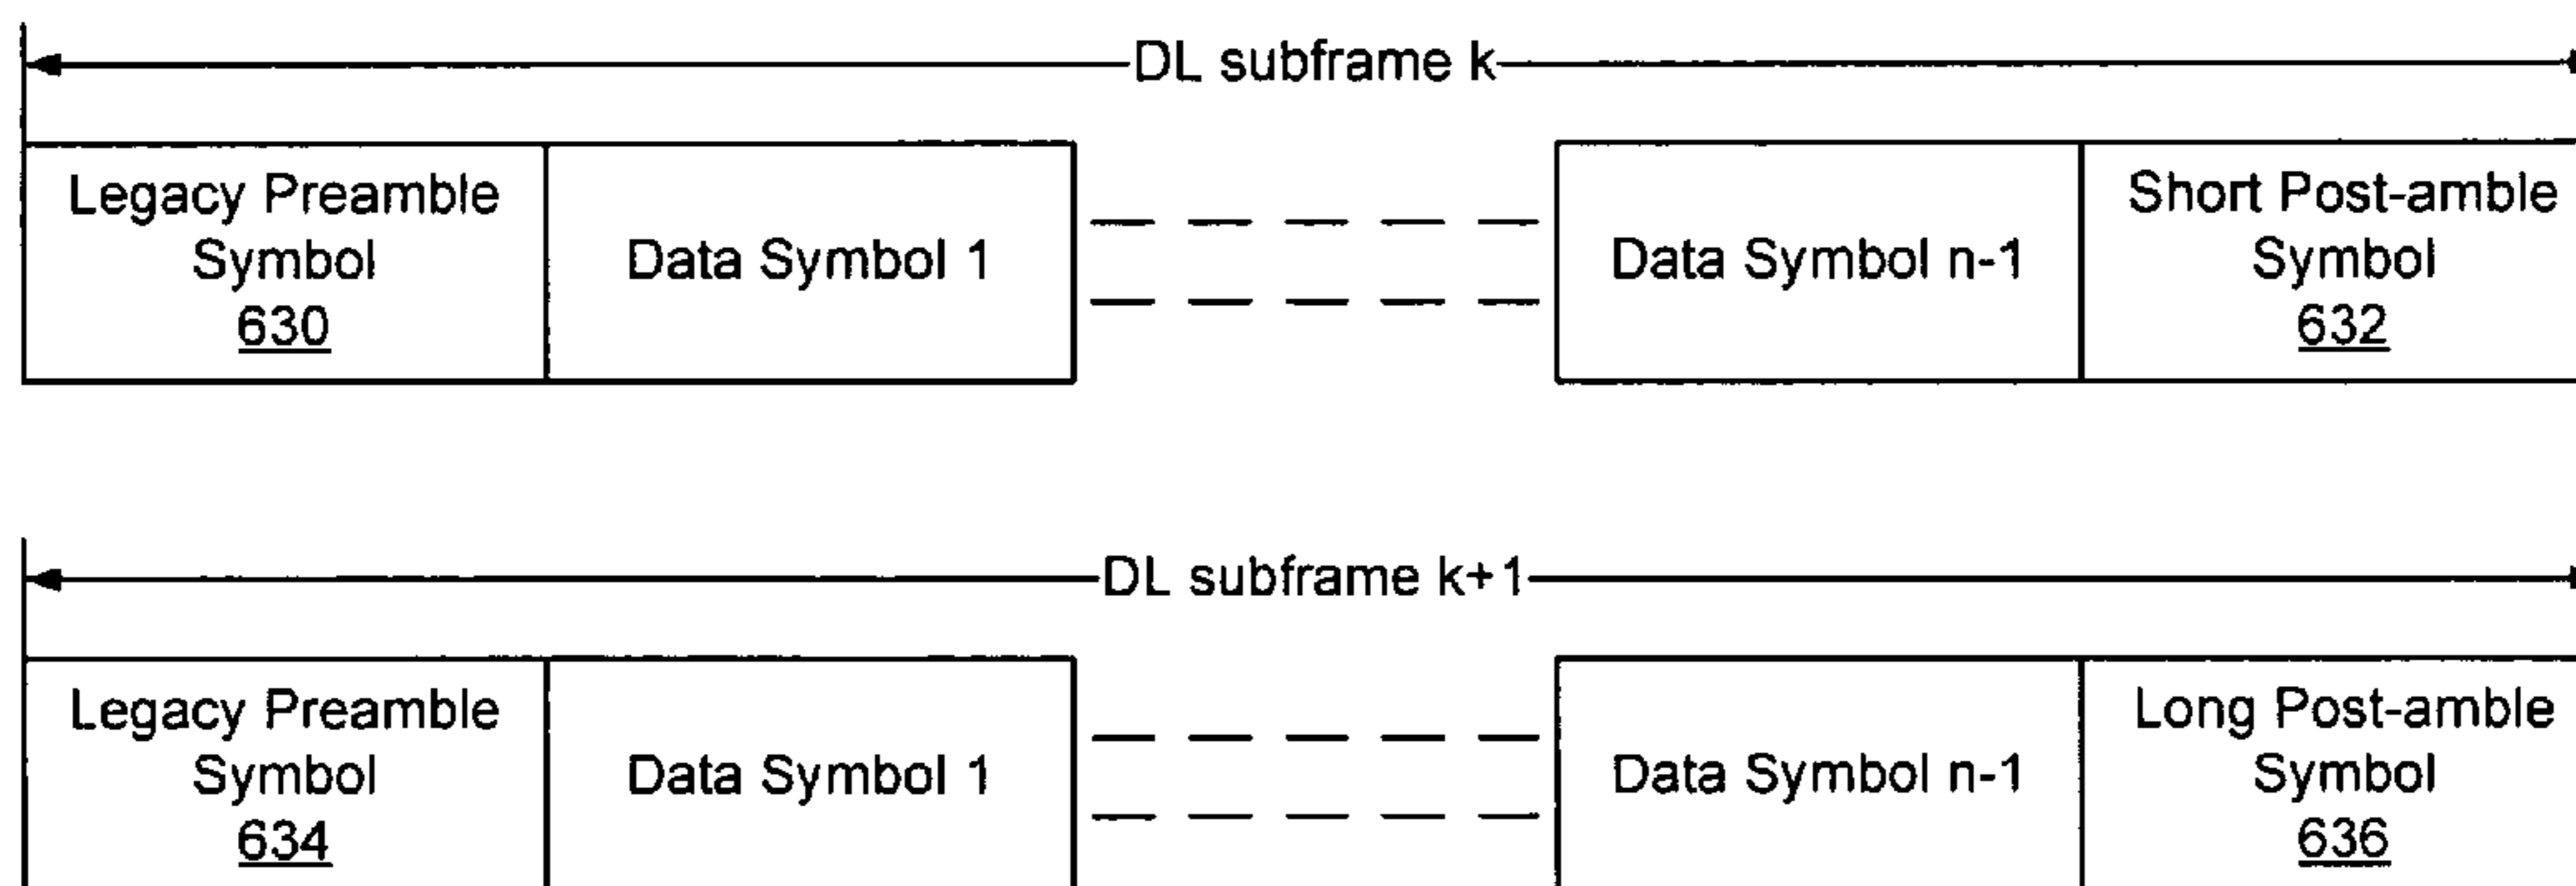 DL subframe k
Legacy Preamble
Symbol
630
Data Symbol 1
Data Symbol n-1
Short Post-amble
Symbol
632
DL subframe k+1
Legacy Preamble
Symbol
634
Data Symbol 1
Data Symbol n-1
Long Post-amble
Symbol
636